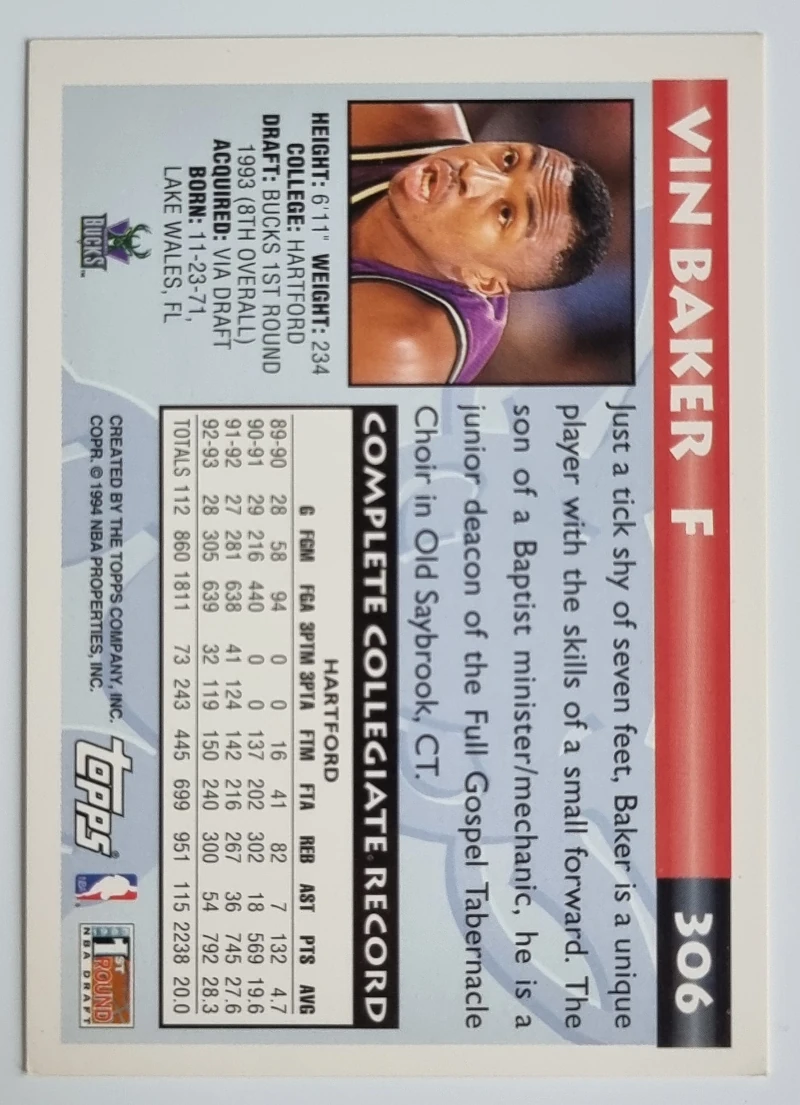 VIN BAKER F 306
Just a tick shy of seven feet, Baker is a unique
player with the skills of a small forward. The
son of a Baptist minister/mechanic, he is a
junior deacon of the Full Gospel Tabernacle
Choir in Old Saybrook, CT.
HEIGHT: 6'11" WEIGHT: 234
COLLEGE: HARTFORD
DRAFT: BUCKS 1ST ROUND
1993 (8TH OVERALL)
ACQUIRED: VIA DRAFT
BORN: 11-23-71,
LAKE WALES, FL
BUCKS™
COMPLETE COLLEGIATE RECORD
HARTFORD
G FGM FGA 3PTM 3PTA FTM FTA REB AST PTS AVG
89-90 28 58 94 0 0 16 41 82 7 132 4.7
90-91 29 216 440 0 0 137 202 302 18 569 19.6
91-92 27 281 638 41 124 142 216 267 36 745 27.6
92-93 28 305 639 32 119 150 240 300 54 792 28.3
TOTALS 112 860 1811 73 243 445 699 951 115 2238 20.0
CREATED BY THE TOPPS COMPANY, INC.
COPR. © 1994 NBA PROPERTIES, INC.
Topps®
NBA
1ST
ROUND
NBA DRAFT